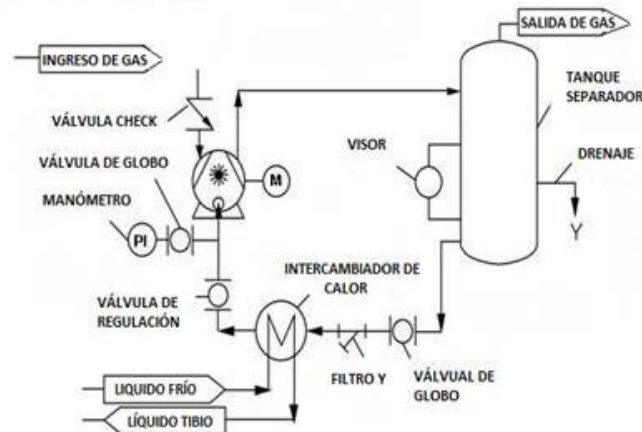 SALIDA DE GAS
INGRESO DE GAS
TANQUE
SEPARADOR
VÁLVULA CHECK
VISOR
DRENAJE
VÁLVULA DE GLOBO
M
MANÓMETRO
PI
INTERCAMBIADOR DE
CALOR
VÁLVULA DE
REGULACIÓN
FILTRO Y
VÁLVUAL DE
GLOBO
LIQUIDO FRÍO
LÍQUIDO TIBIO